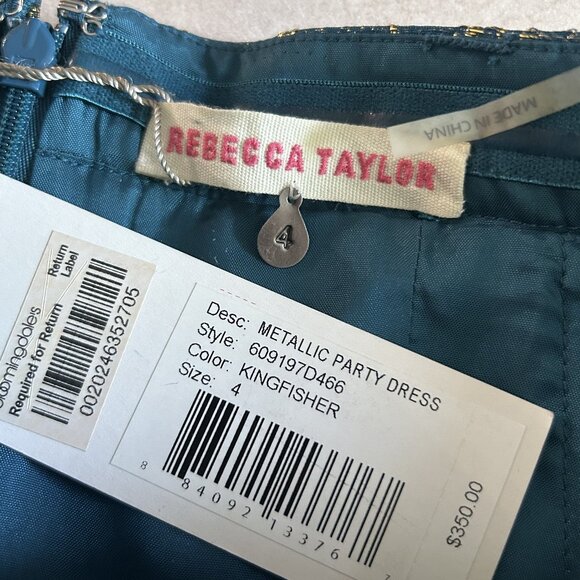 REBECCA TAYLOR
MADE IN CHINA
4
Return
Label
bloomingdale's
Required for Return
0020246352705
Desc: METALLIC PARTY DRESS
Style: 609197D466
Color: KINGFISHER
Size: 4
8 84092 13376 7
$350.00